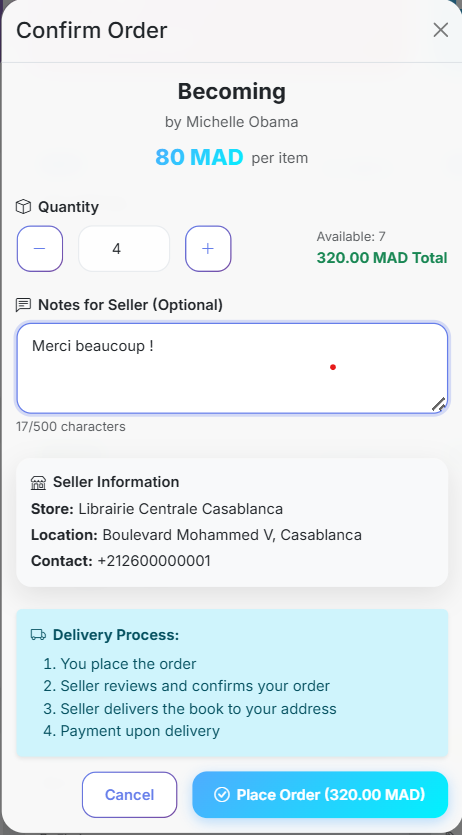 Confirm Order
Becoming
by Michelle Obama
80 MAD per item
Quantity
4
Available: 7
320.00 MAD Total
Notes for Seller (Optional)
Merci beaucoup !
17/500 characters
Seller Information
Store: Librairie Centrale Casablanca
Location: Boulevard Mohammed V, Casablanca
Contact: +212600000001
Delivery Process:
1. You place the order
2. Seller reviews and confirms your order
3. Seller delivers the book to your address
4. Payment upon delivery
Cancel
Place Order (320.00 MAD)